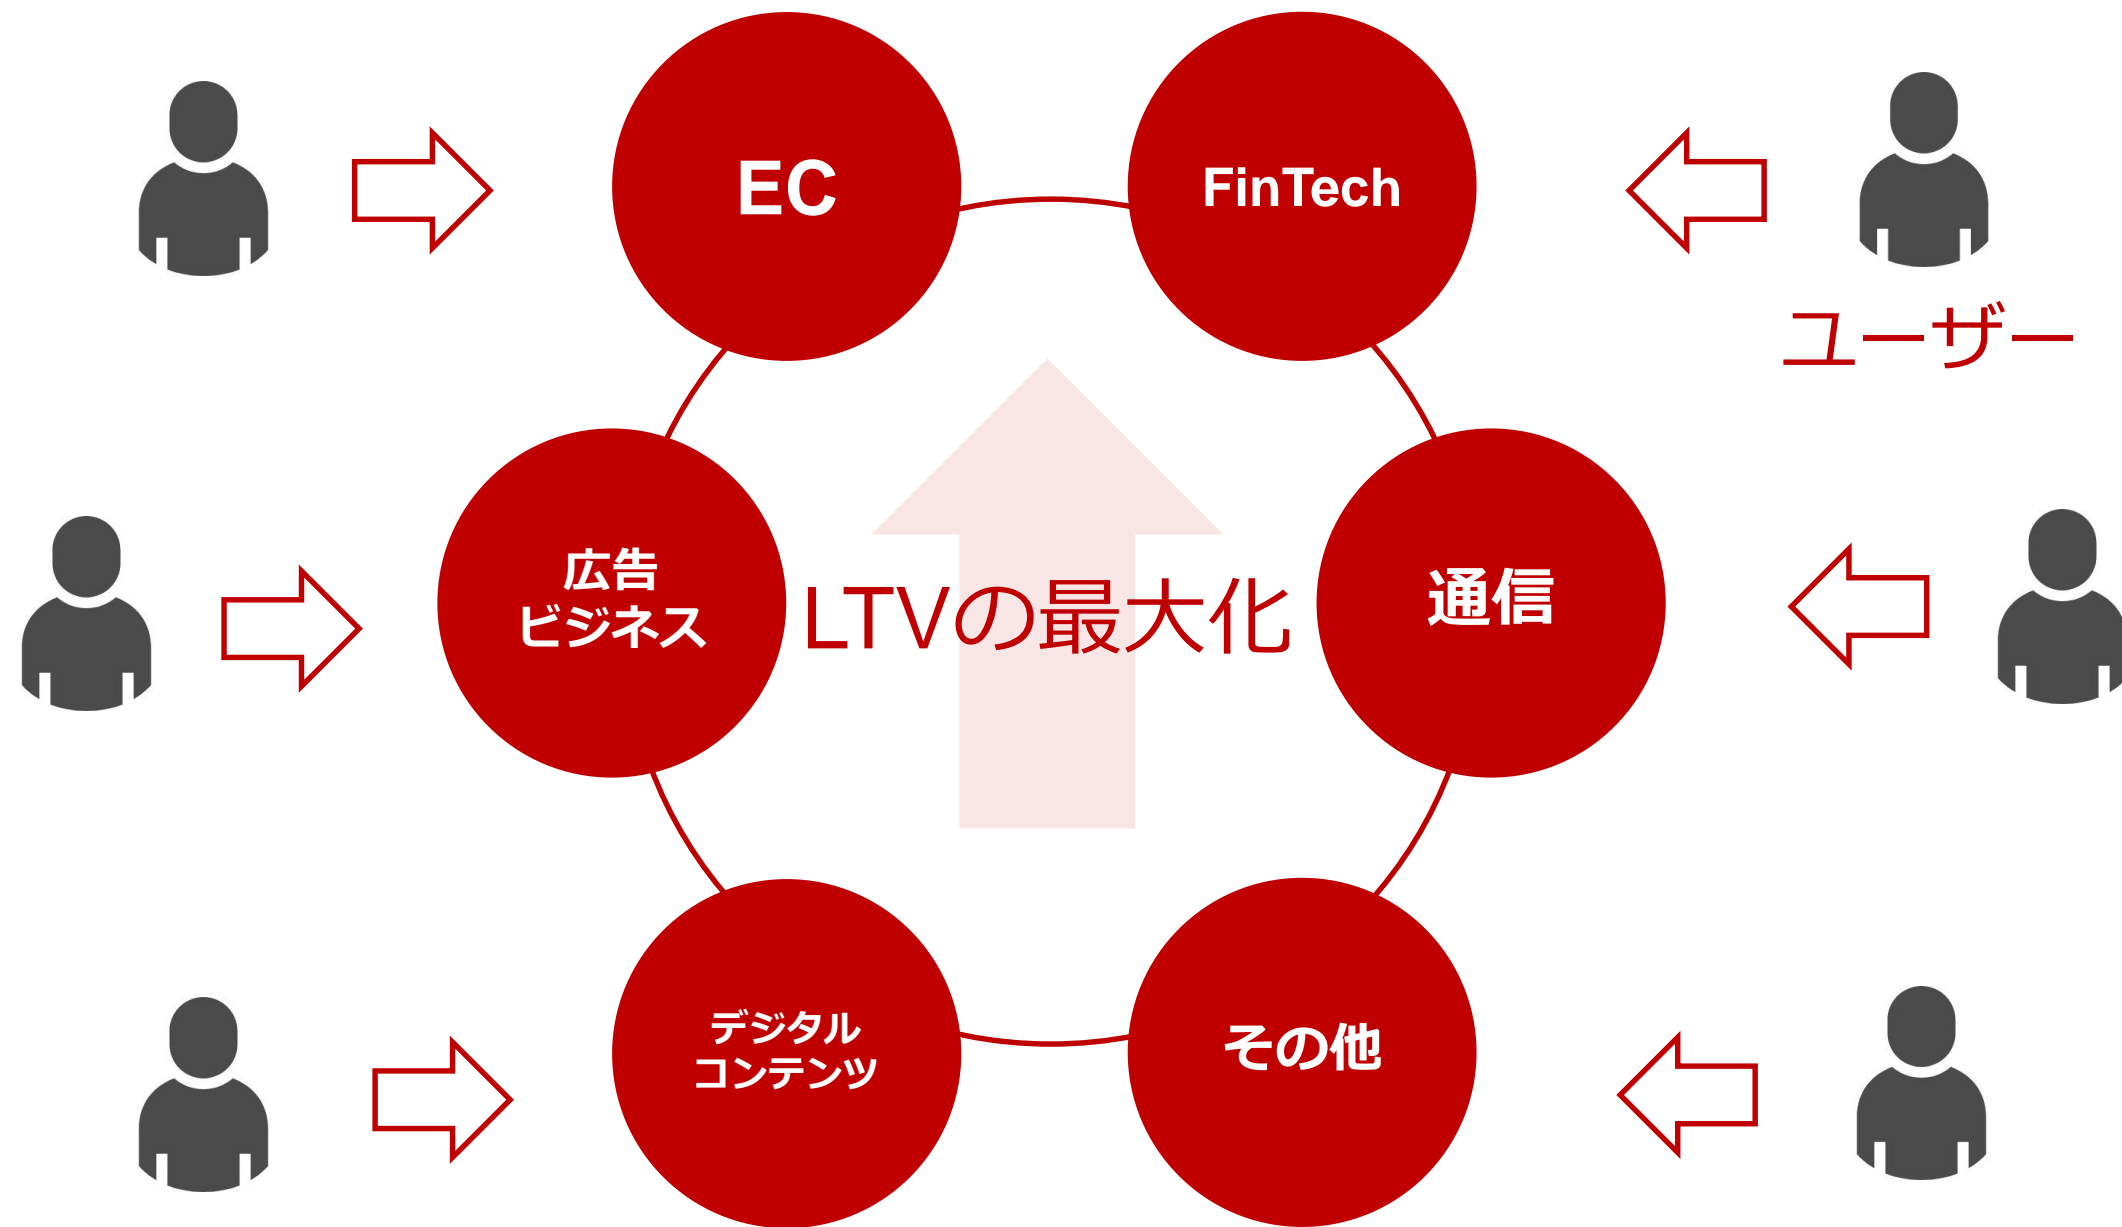 EC
FinTech
ユーザー
広告
ビジネス
LTVの最大化
通信
デジタル
コンテンツ
その他